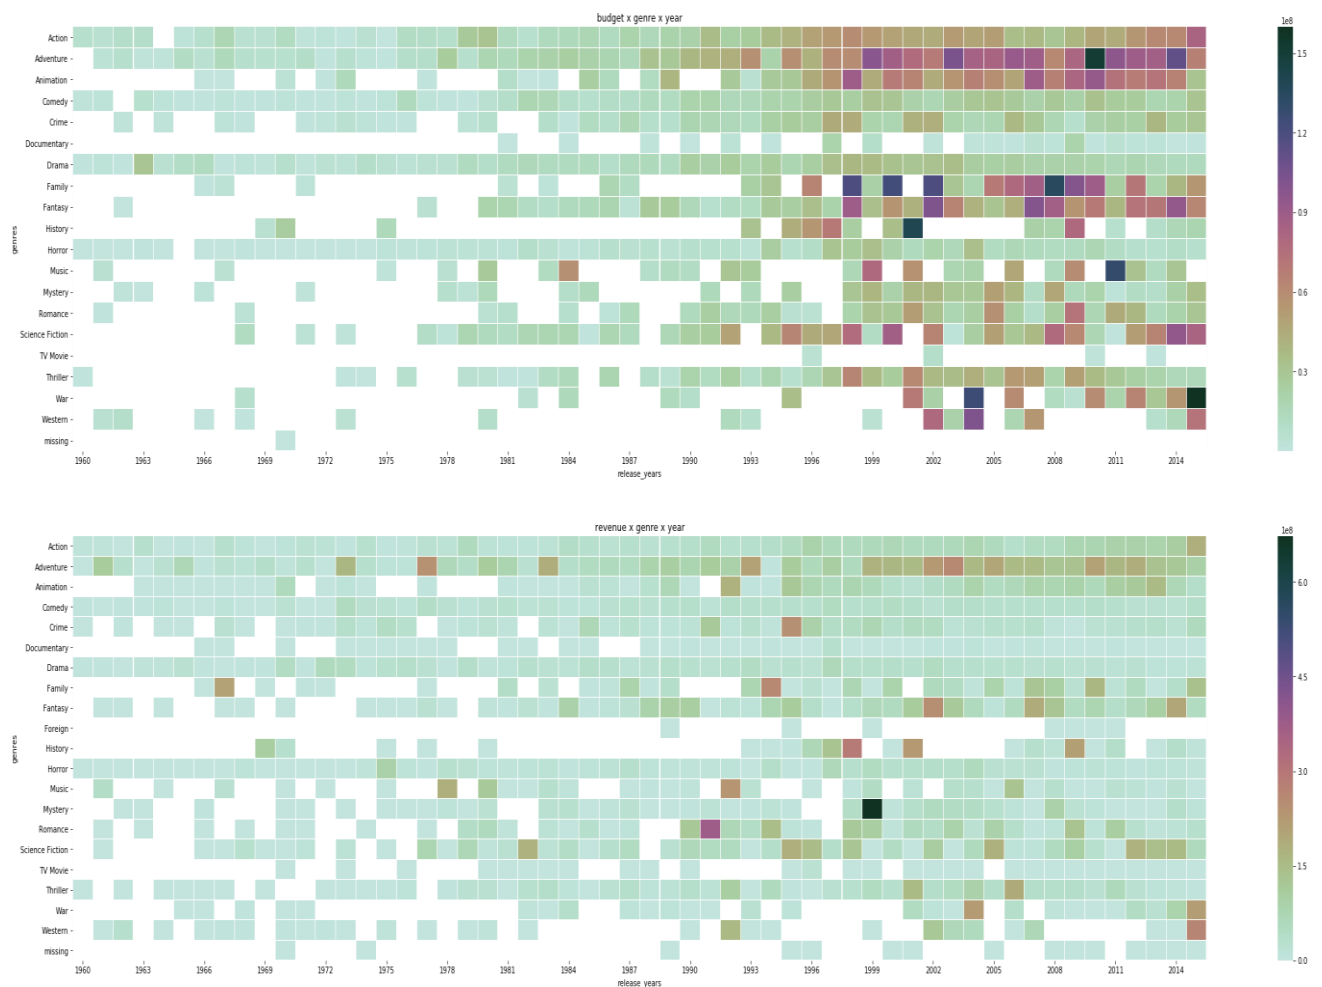 budget x genre x year
1e8
Action
Adventure
Animation
Comedy
Crime
Documentary
Drama
Family
Fantasy
History
Horror
Music
Mystery
Romance
Science Fiction
TV Movie
Thriller
War
Western
missing
genres
1960 1963 1966 1969 1972 1975 1978 1981 1984 1987 1990 1993 1996 1999 2002 2005 2008 2011 2014
release_years
1.5
1.2
0.9
0.6
0.3
revenue x genre x year
1e8
Action
Adventure
Animation
Comedy
Crime
Documentary
Drama
Family
Fantasy
Foreign
History
Horror
Music
Mystery
Romance
Science Fiction
TV Movie
Thriller
War
Western
missing
genres
1960 1963 1966 1969 1972 1975 1978 1981 1984 1987 1990 1993 1996 1999 2002 2005 2008 2011 2014
release_years
6.0
4.5
3.0
1.5
0.0